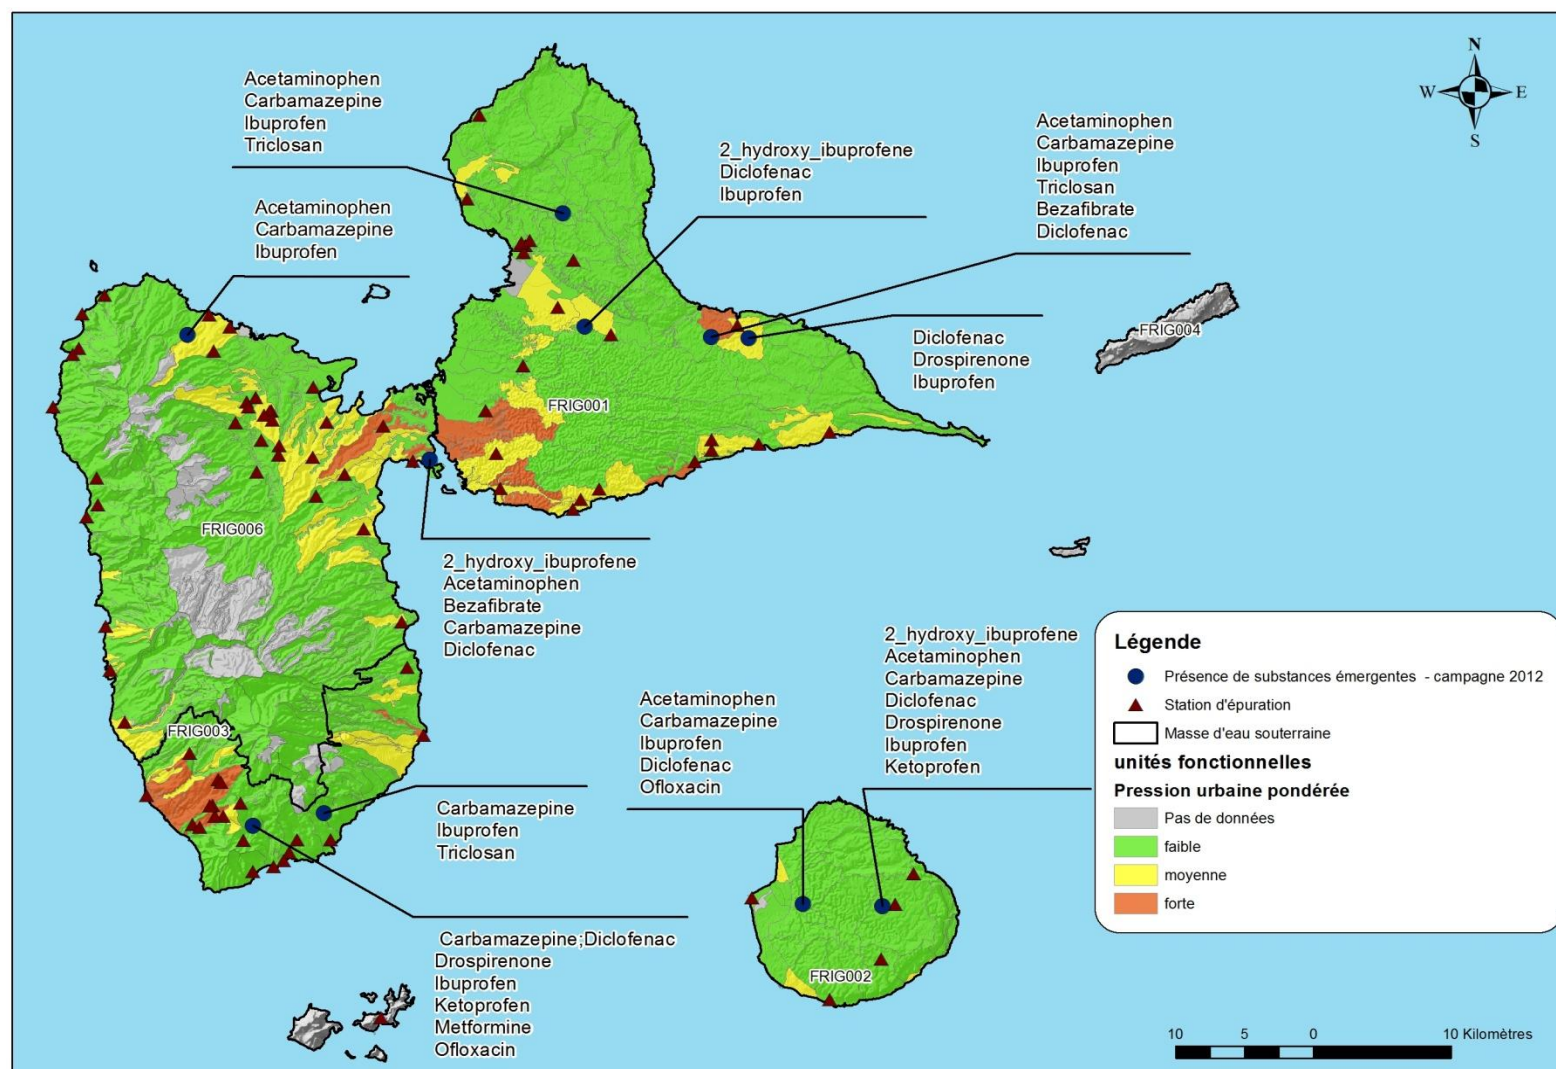 N
W
E
S
Acetaminophen
Carbamazepine
Ibuprofen
Triclosan
Acetaminophen
Carbamazepine
Ibuprofen
2_hydroxy_ibuprofene
Diclofenac
Ibuprofen
Acetaminophen
Carbamazepine
Ibuprofen
Triclosan
Bezafibrate
Diclofenac
Diclofenac
Drospirenone
Ibuprofen
FRIG004
FRIG001
FRIG006
2_hydroxy_ibuprofene
Acetaminophen
Bezafibrate
Carbamazepine
Diclofenac
FRIG003
Acetaminophen
Carbamazepine
Ibuprofen
Diclofenac
Ofloxacin
2_hydroxy_ibuprofene
Acetaminophen
Carbamazepine
Diclofenac
Drospirenone
Ibuprofen
Ketoprofen
Carbamazepine
Ibuprofen
Triclosan
Carbamazepine;Diclofenac
Drospirenone
Ibuprofen
Ketoprofen
Metformine
Ofloxacin
FRIG002
Légende
Présence de substances émergentes - campagne 2012
Station d'épuration
Masse d'eau souterraine
unités fonctionnelles
Pression urbaine pondérée
Pas de données
faible
moyenne
forte
10 5 0 10 Kilomètres